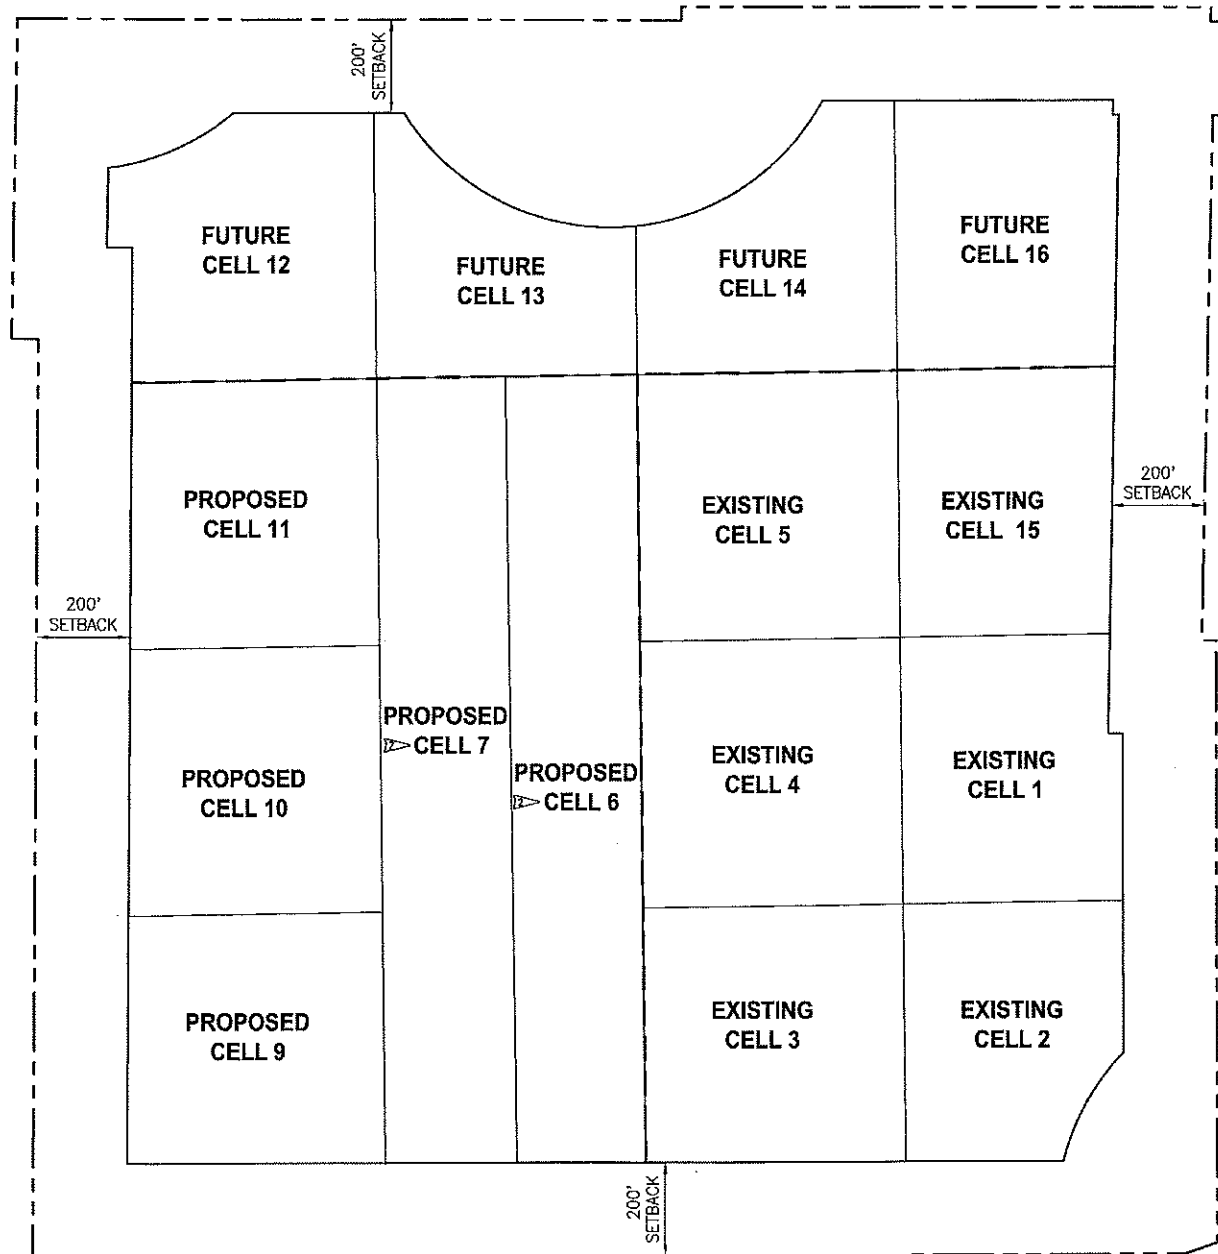 200'
SETBACK
FUTURE
CELL 12
FUTURE
CELL 13
FUTURE
CELL 14
FUTURE
CELL 16
PROPOSED
CELL 11
EXISTING
CELL 5
EXISTING
CELL 15
200'
SETBACK
200'
SETBACK
PROPOSED
CELL 7
PROPOSED
CELL 6
PROPOSED
CELL 10
EXISTING
CELL 4
EXISTING
CELL 1
PROPOSED
CELL 9
EXISTING
CELL 3
EXISTING
CELL 2
200'
SETBACK